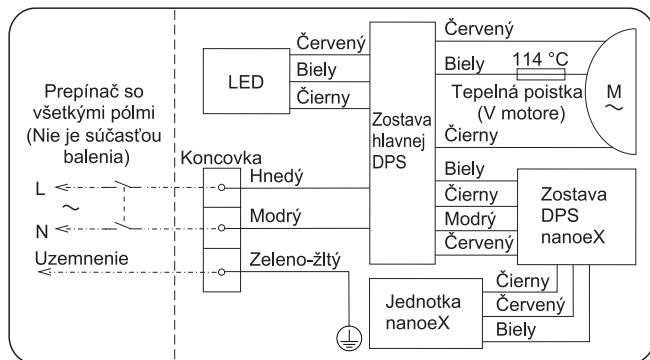 Prepínač so
všetkými pólmi
(Nie je súčasťou
balenia)
L
~
N
Uzemnenie
Koncovka
Hnedý
Modrý
Zeleno-žltý
LED
Červený
Biely
Čierny
Zostava
hlavnej
DPS
Červený
Biely
114 °C
Tepelná poistka
(V motore)
Čierny
M
~
Biely
Čierny
Modrý
Červený
Zostava
DPS
nanoeX
Jednotka
nanoeX
Čierny
Červený
Biely